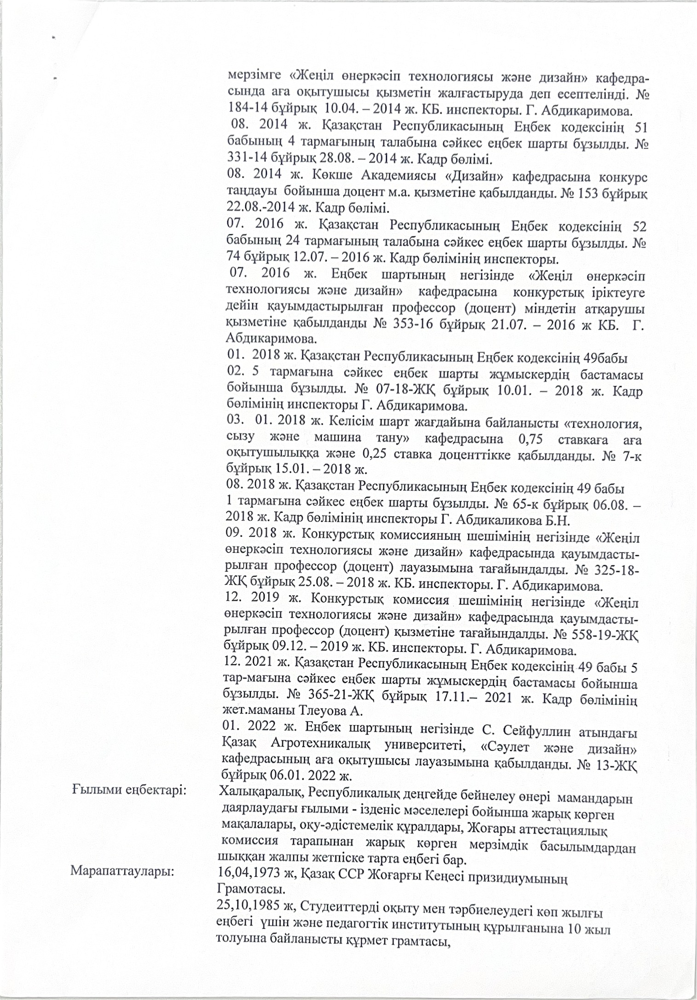 мерзімге «Жеңіл өнеркәсіп технологиясы және дизайн» кафедра-
сында аға оқытушысы қызметін жалғастыруда деп есептелінді. №
184-14 бұйрық 10.04. – 2014 ж. КБ. инспекторы. Г. Абдикаримова.
08. 2014 ж. Қазақстан Республикасының Еңбек кодексінің 51
бабының 4 тармағының талабына сәйкес еңбек шарты бұзылды. №
331-14 бұйрық 28.08. – 2014 ж. Кадр бөлімі.
08. 2014 ж. Көкше Академиясы «Дизайн» кафедрасына конкурс
таңдауы бойынша доцент м.а. қызметіне қабылданды. № 153 бұйрық
22.08.-2014 ж. Кадр бөлімі.
07. 2016 ж. Қазақстан Республикасының Еңбек кодексінің 52
бабының 24 тармағының талабына сәйкес еңбек шарты бұзылды. №
74 бұйрық 12.07. – 2016 ж. Кадр бөлімінің инспекторы.
07. 2016 ж. Еңбек шартының негізінде «Жеңіл өнеркәсіп
технологиясы және дизайн» кафедрасына конкурстық іріктеуге
дейін қауымдастырылған профессор (доцент) міндетін атқарушы
қызметіне қабылданды № 353-16 бұйрық 21.07. – 2016 ж КБ. Г.
Абдикаримова.
01. 2018 ж. Қазақстан Республикасының Еңбек кодексінің 49бабы
02. 5 тармағына сәйкес еңбек шарты жұмыскердің бастамасы
бойынша бұзылды. № 07-18-ЖҚ бұйрық 10.01. – 2018 ж. Кадр
бөлімінің инспекторы Г. Абдикаримова.
03. 01. 2018 ж. Келісім шарт жағдайына байланысты «технология,
сызу және машина тану» кафедрасына 0,75 ставкаға аға
оқытушылыққа және 0,25 ставка доценттікке қабылданды. № 7-к
бұйрық 15.01. – 2018 ж.
08. 2018 ж. Қазақстан Республикасының Еңбек кодексінің 49 бабы
1 тармағына сәйкес еңбек шарты бұзылды. № 65-к бұйрық 06.08. –
2018 ж. Кадр бөлімінің инспекторы Г. Абдикаликова Б.Н.
09. 2018 ж. Конкурстық комиссияның шешімінің негізінде «Жеңіл
өнеркәсіп технологиясы және дизайн» кафедрасында қауымдасты-
рылған профессор (доцент) лауазымына тағайындалды. № 325-18-
ЖҚ бұйрық 25.08. – 2018 ж. КБ. инспекторы. Г. Абдикаримова.
12. 2019 ж. Конкурстық комиссия шешімінің негізінде «Жеңіл
өнеркәсіп технологиясы және дизайн» кафедрасында қауымдасты-
рылған профессор (доцент) қызметіне тағайындалды. № 558-19-ЖҚ
бұйрық 09.12. – 2019 ж. КБ. инспекторы. Г. Абдикаримова.
12. 2021 ж. Қазақстан Республикасының Еңбек кодексінің 49 бабы 5
тар-мағына сәйкес еңбек шарты жұмыскердің бастамасы бойынша
бұзылды. № 365-21-ЖҚ бұйрық 17.11.– 2021 ж. Кадр бөлімінің
жет.маманы Тлеуова А.
01. 2022 ж. Еңбек шартының негізінде С. Сейфуллин атындағы
Қазақ Агротехникалық университеті, «Сәулет және дизайн»
кафедрасының аға оқытушысы лауазымына қабылданды. № 13-ЖҚ
бұйрық 06.01. 2022 ж.
Ғылыми еңбектарі: Халықаралық, Республикалық деңгейде бейнелеу өнері мамандарын
даярлаудағы ғылыми - ізденіс мәселелері бойынша жарық көрген
мақалалары, оқу-әдістемелік құралдары, Жоғары аттестациялық
комиссия тарапынан жарық көрген мерзімдік басылымдардан
шыққан жалпы жетпіске тарта еңбегі бар.
Марапаттаулары: 16,04,1973 ж, Қазақ ССР Жоғарғы Кеңесі призидиумының
Грамотасы.
25,10,1985 ж, Студеиттерді оқыту мен тәрбиелеудегі көп жылғы
еңбегі үшін және педагогтік институтының құрылғанына 10 жыл
толуына байланысты құрмет грамтасы,